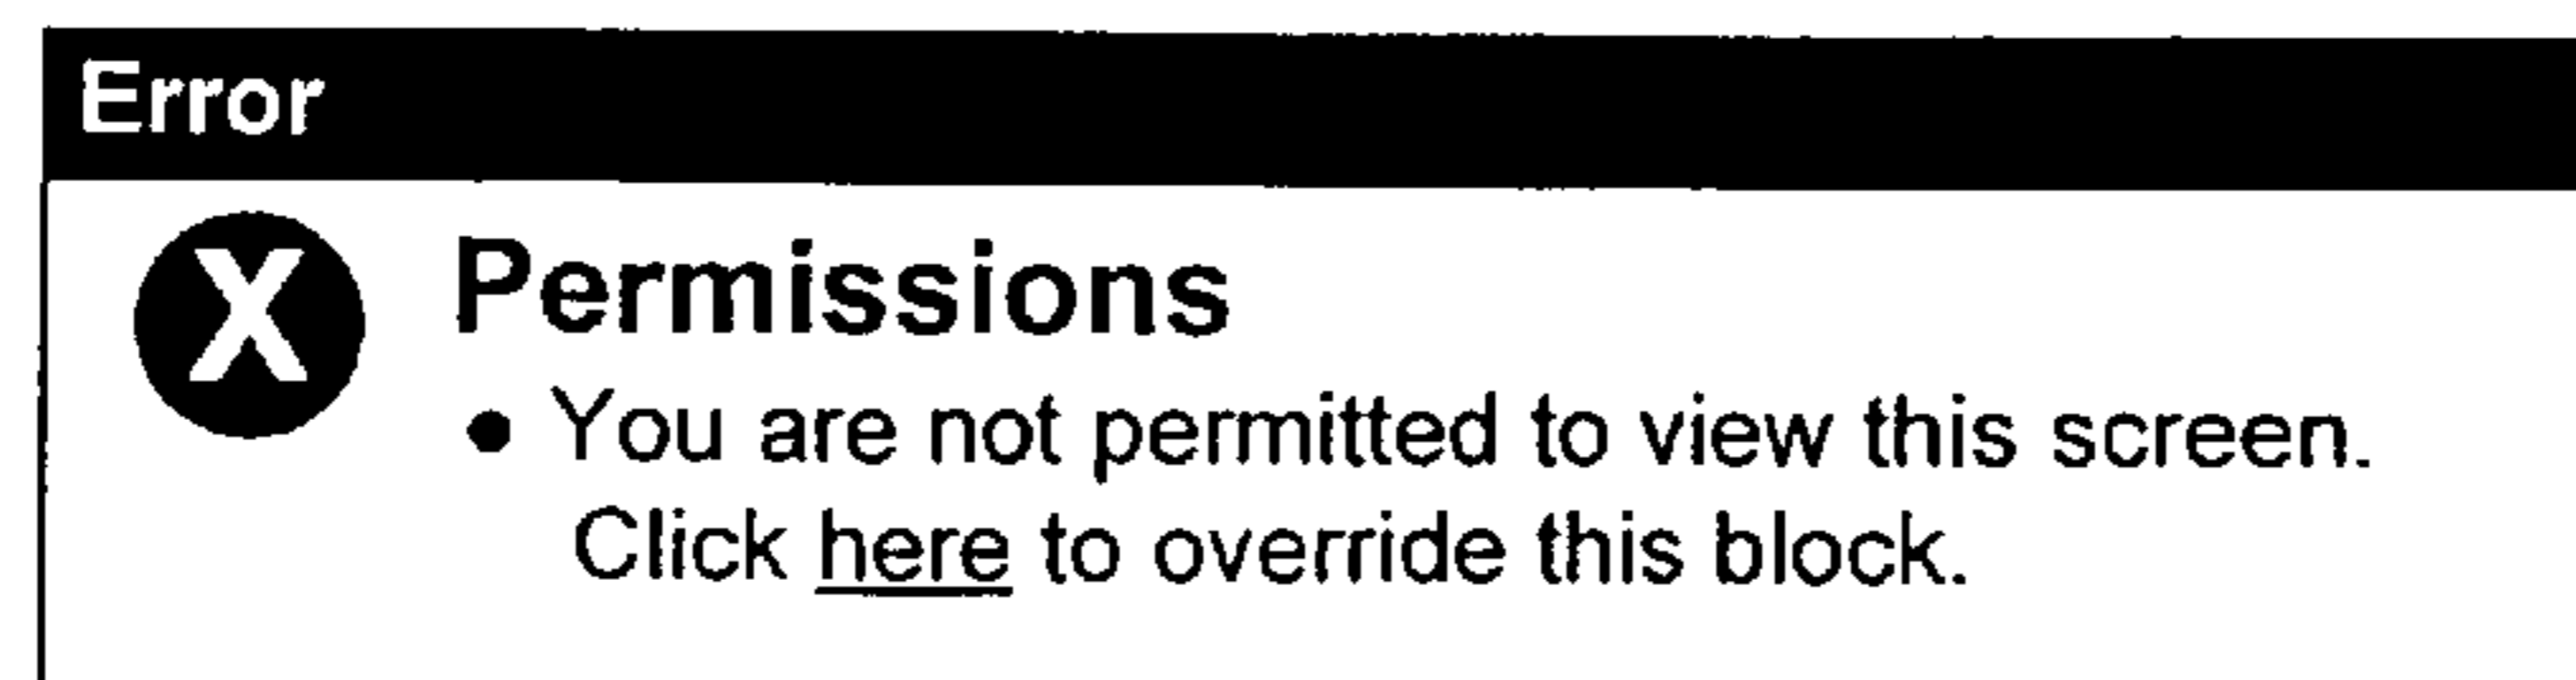 Error
X Permissions
• You are not permitted to view this screen.
Click here to override this block.